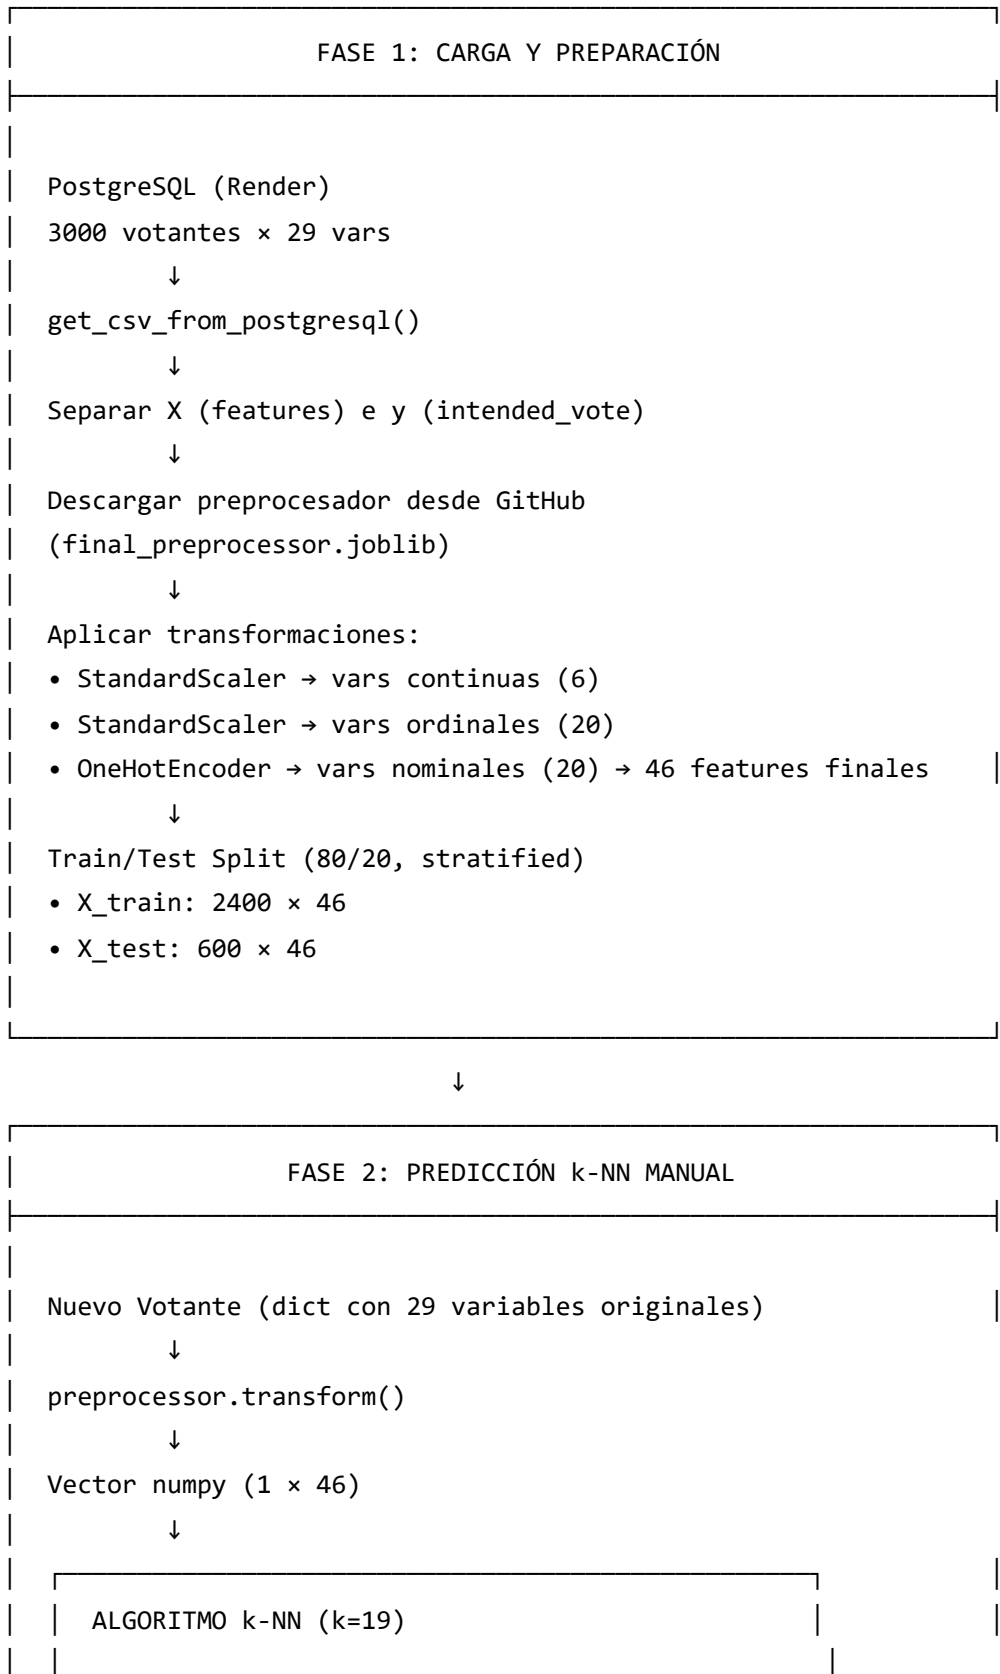 FASE 1: CARGA Y PREPARACIÓN
PostgreSQL (Render)
3000 votantes × 29 vars
↓
get_csv_from_postgresql()
↓
Separar X (features) e y (intended_vote)
↓
Descargar preprocesador desde GitHub
(final_preprocessor.joblib)
↓
Aplicar transformaciones:
• StandardScaler → vars continuas (6)
• StandardScaler → vars ordinales (20)
• OneHotEncoder → vars nominales (20) → 46 features finales
↓
Train/Test Split (80/20, stratified)
• X_train: 2400 × 46
• X_test: 600 × 46
↓
FASE 2: PREDICCIÓN k-NN MANUAL
Nuevo Votante (dict con 29 variables originales)
↓
preprocessor.transform()
↓
Vector numpy (1 × 46)
↓
ALGORITMO k-NN (k=19)